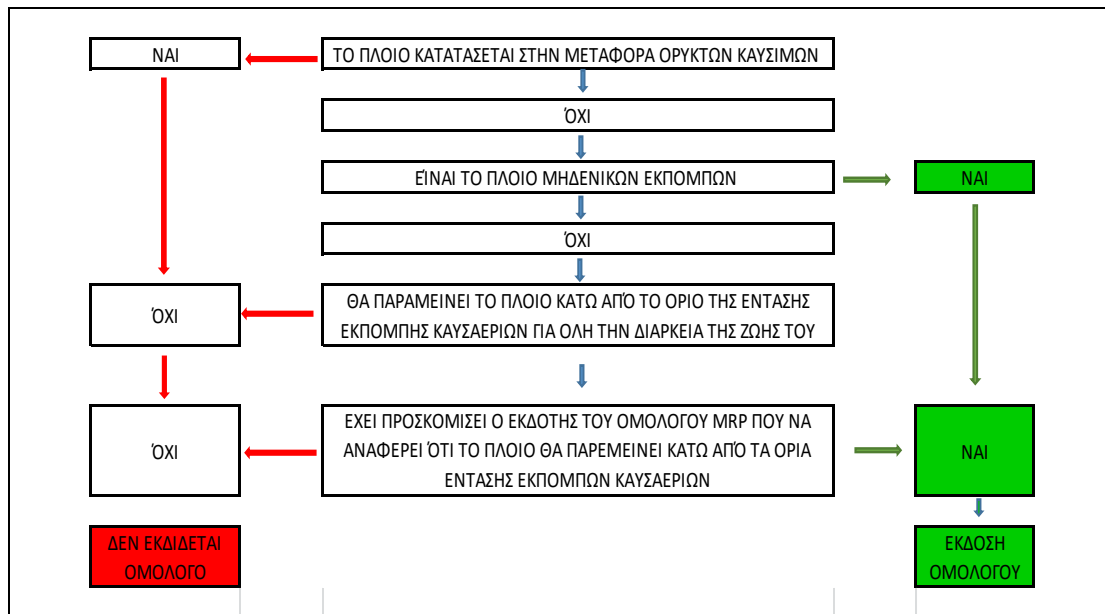 ΝΑΙ
ΤΟ ΠΛΟΙΟ ΚΑΤΑΤΑΣΕΤΑΙ ΣΤΗΝ ΜΕΤΑΦΟΡΑ ΟΡΥΚΤΩΝ ΚΑΥΣΙΜΩΝ
ΌΧΙ
ΕΊΝΑΙ ΤΟ ΠΛΟΙΟ ΜΗΔΕΝΙΚΩΝ ΕΚΠΟΜΠΩΝ
ΝΑΙ
ΌΧΙ
ΌΧΙ
ΘΑ ΠΑΡΑΜΕΙΝΕΙ ΤΟ ΠΛΟΙΟ ΚΑΤΩ ΑΠΌ ΤΟ ΟΡΙΟ ΤΗΣ ΕΝΤΑΣΗΣ
ΕΚΠΟΜΠΗΣ ΚΑΥΣΑΕΡΙΩΝ ΓΙΑ ΟΛΗ ΤΗΝ ΔΙΑΡΚΕΙΑ ΤΗΣ ΖΩΗΣ ΤΟΥ
ΌΧΙ
ΕΧΕΙ ΠΡΟΣΚΟΜΙΣΕΙ Ο ΕΚΔΟΤΗΣ ΤΟΥ ΟΜΟΛΟΓΟΥ MRP ΠΟΥ ΝΑ
ΑΝΑΦΕΡΕΙ ΌΤΙ ΤΟ ΠΛΟΙΟ ΘΑ ΠΑΡΕΜΕΙΝΕΙ ΚΑΤΩ ΑΠΌ ΤΑ ΟΡΙΑ
ΕΝΤΑΣΗΣ ΕΚΠΟΜΠΩΝ ΚΑΥΣΑΕΡΙΩΝ
ΝΑΙ
ΔΕΝ ΕΚΔΙΔΕΤΑΙ
ΟΜΟΛΟΓΟ
ΕΚΔΟΣΗ
ΟΜΟΛΟΓΟΥ